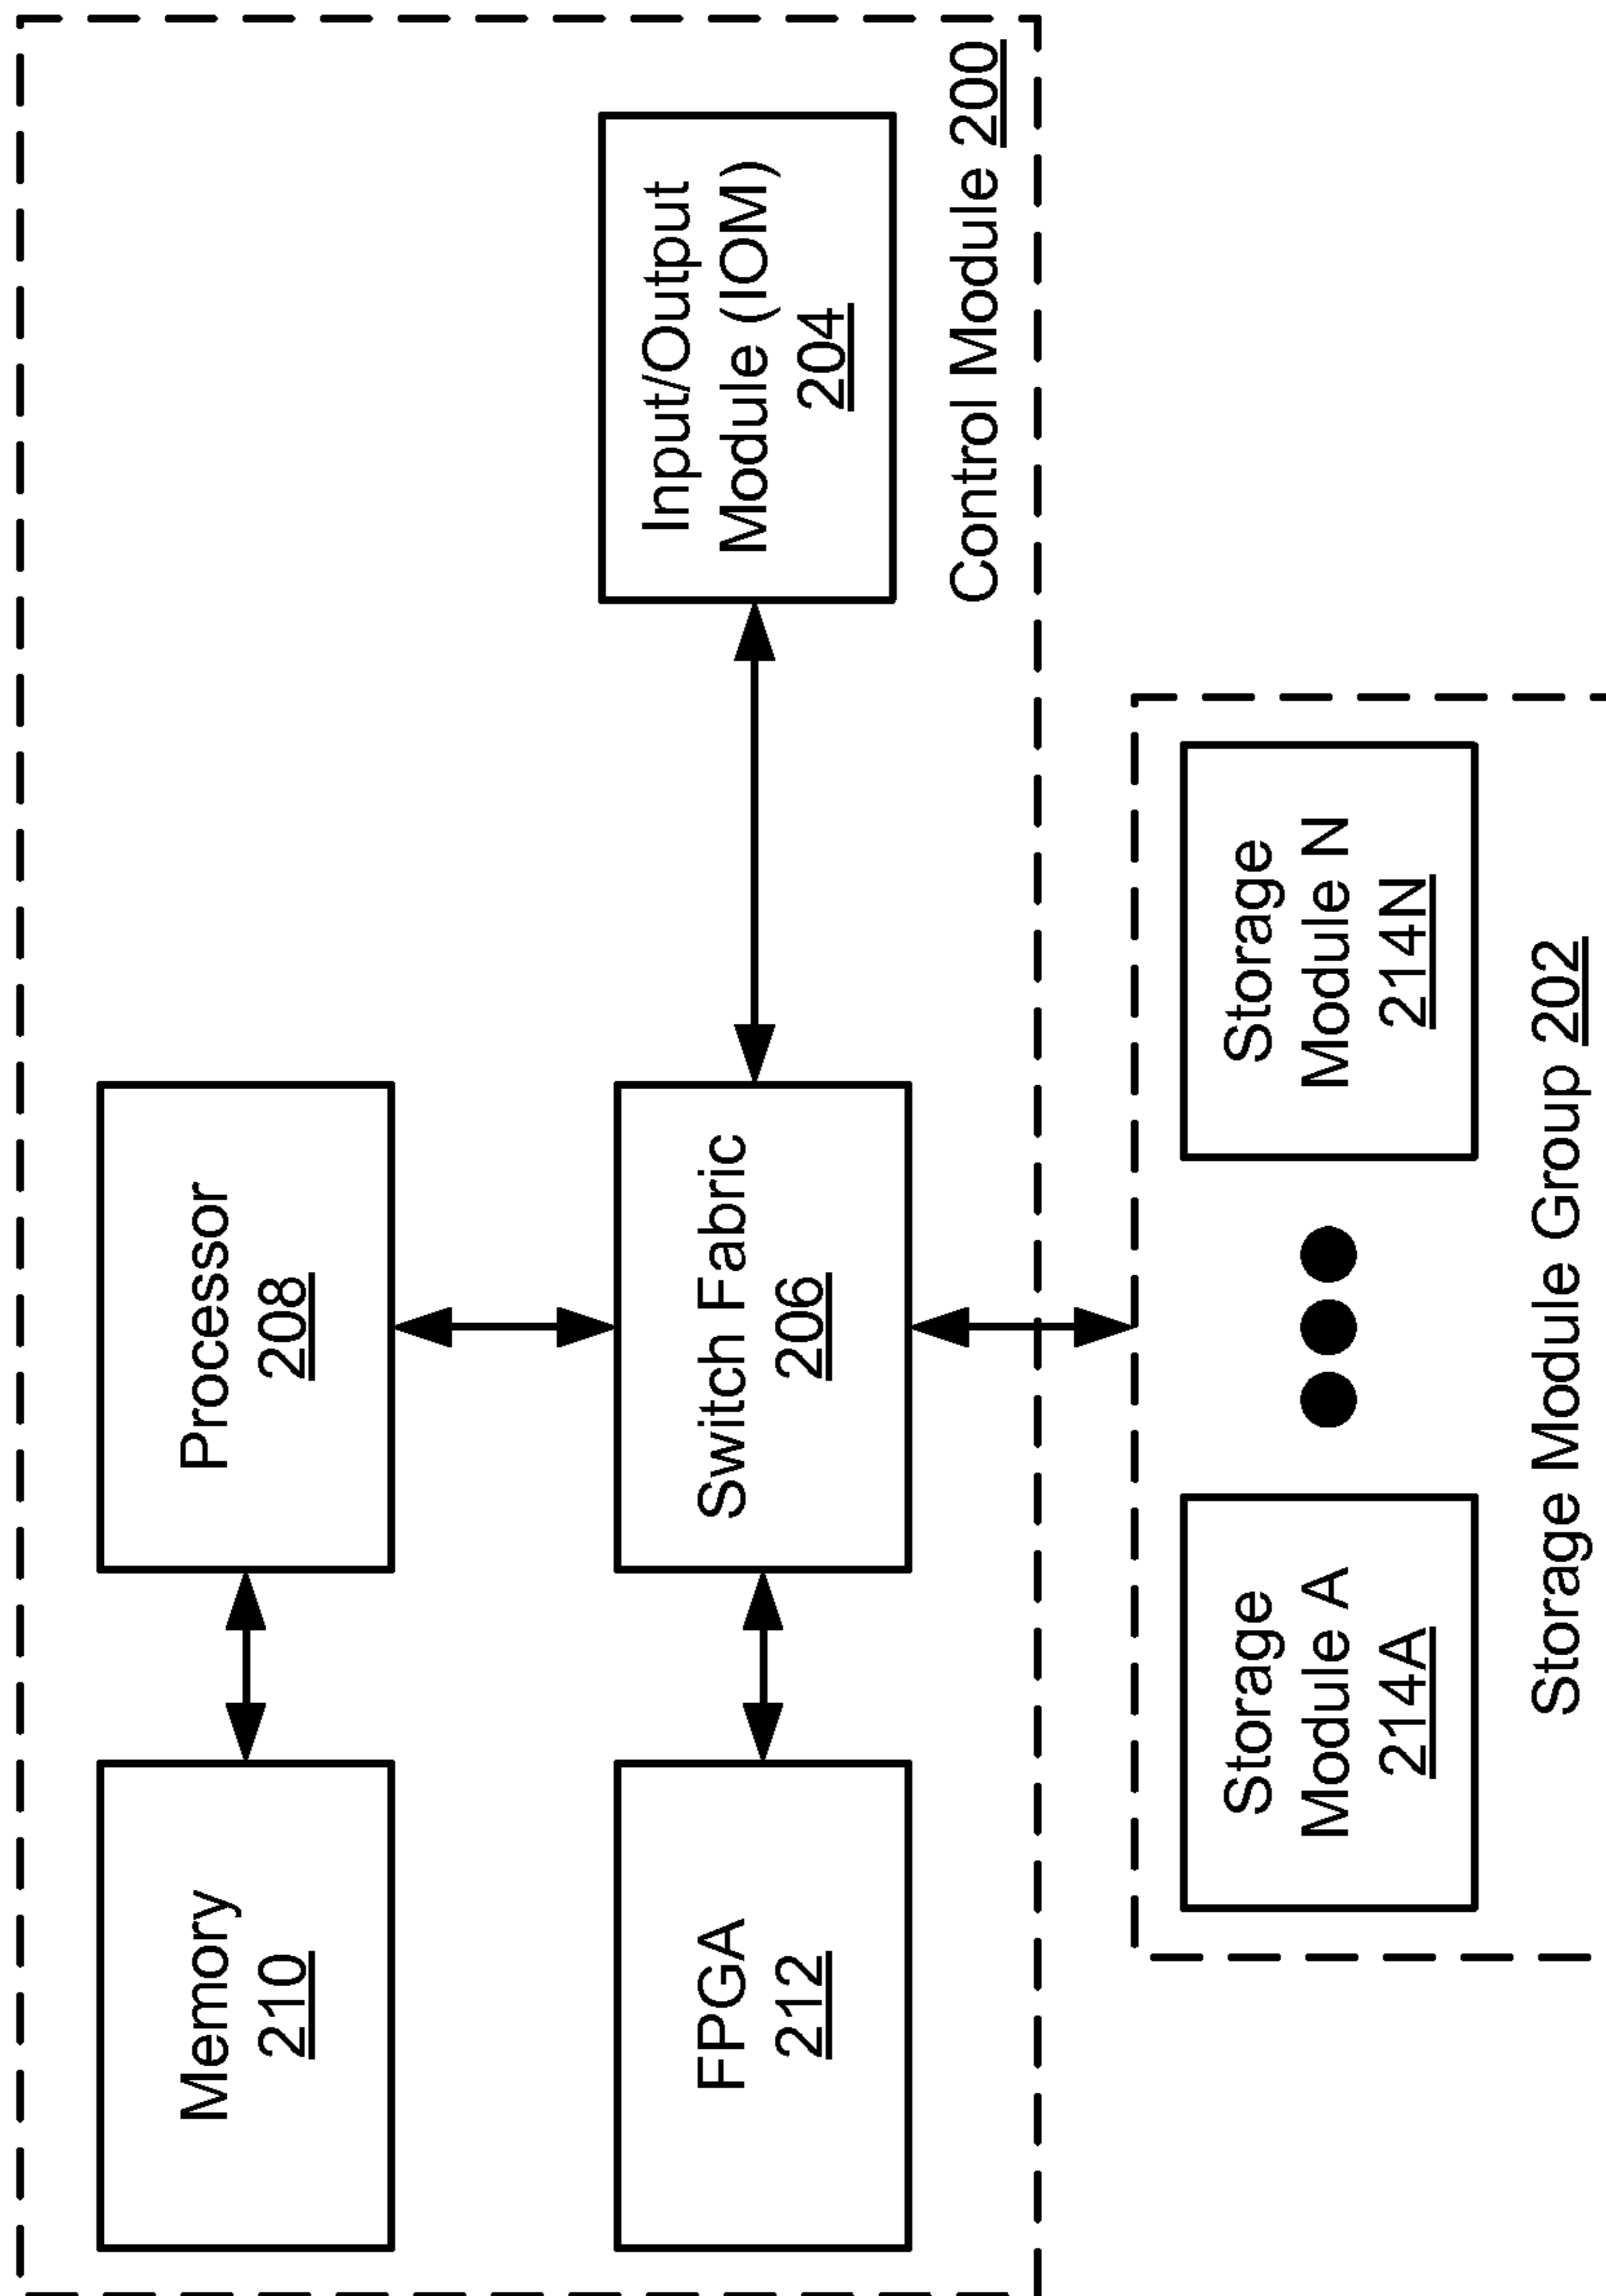 Memory
210
Processor
208
FPGA
212
Switch Fabric
206
Input/Output
Module (IOM)
204
Control Module 200
Storage
Module A
214A
Storage
Module N
214N
Storage Module Group 202